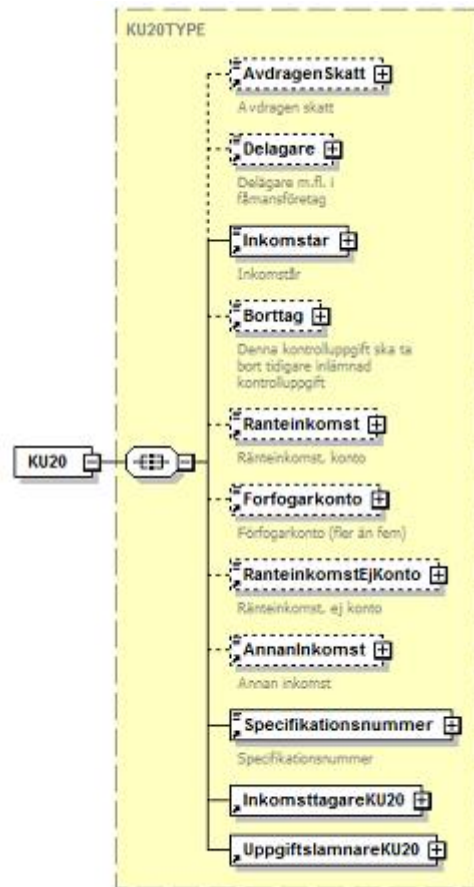 KU20TYPE
AvdragenSkatt
Avdragen skatt
Delagare
Delägare m.fl. i
fåmansföretag
Inkomstar
Inkomstår
Borttag
Denna kontrolluppgift ska ta
bort tidigare inlämnad
kontrolluppgift
Ranteinkomst
Ränteinkomst, konto
KU20
Forfogarkonto
Förfogarkonto (fler än fem)
RanteinkomstEjKonto
Ränteinkomst, ej konto
AnnanInkomst
Annan inkomst
Specifikationsnummer
Specifikationsnummer
InkomsttagareKU20
UppgiftslamnareKU20